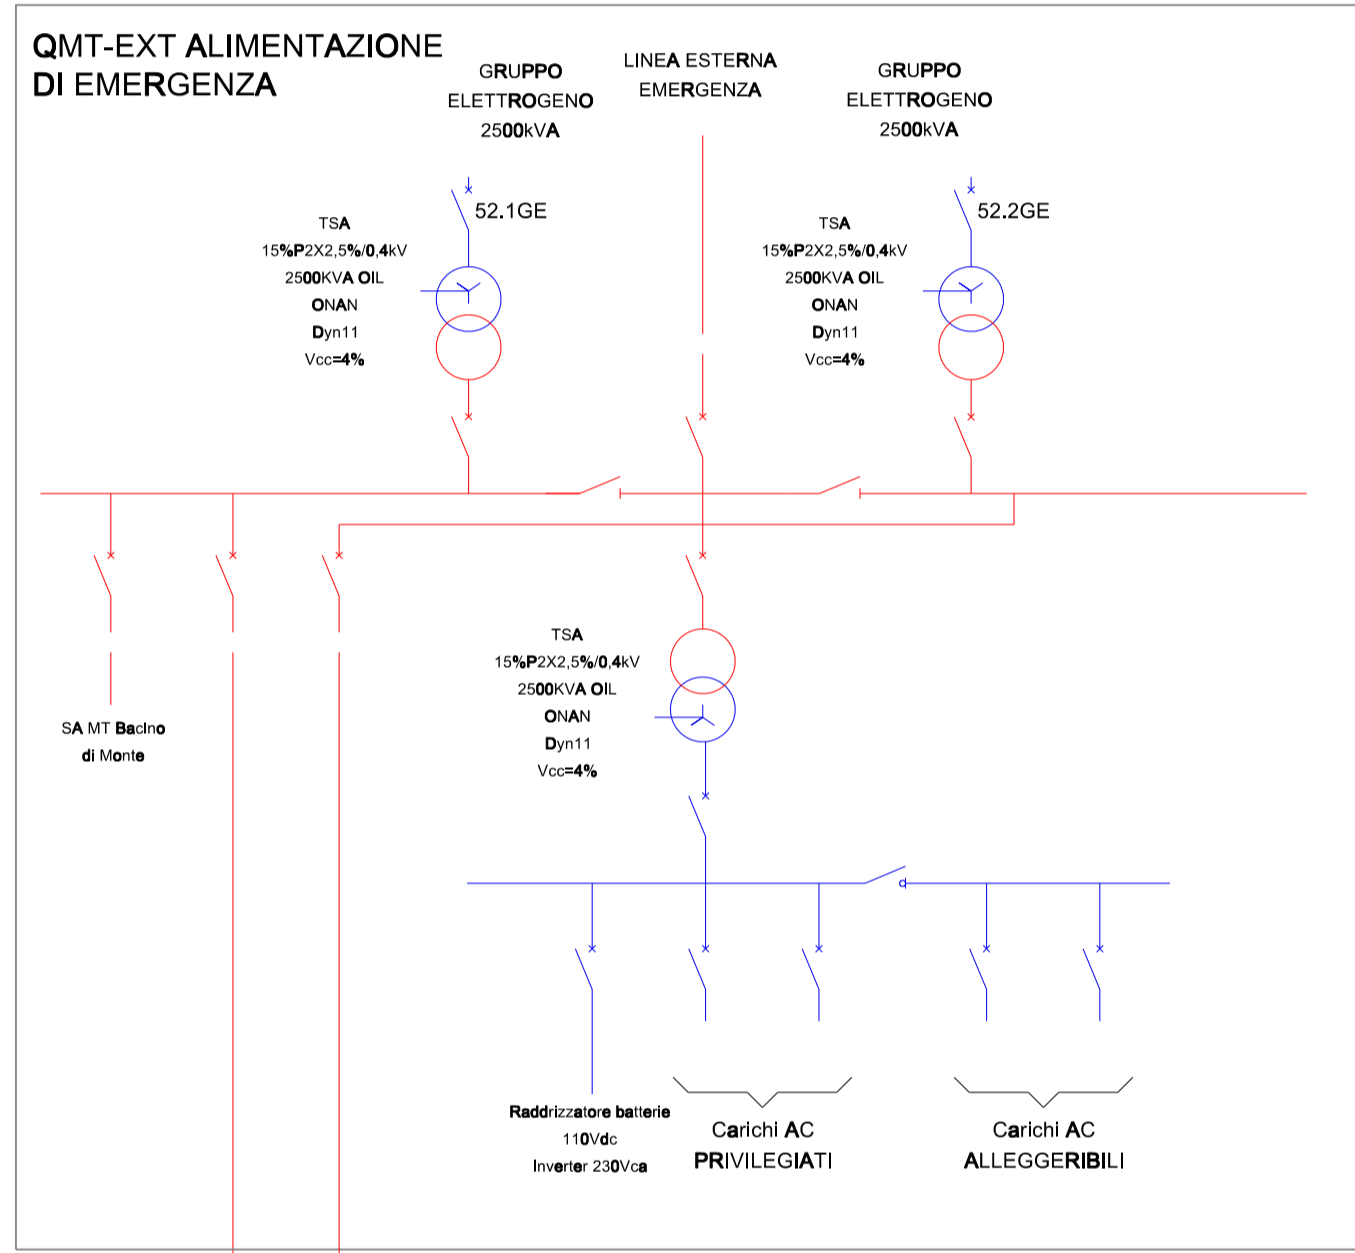 QMT-EXT ALIMENTAZIONE
DI EMERGENZA
GRUPPO
ELETTROGENO
2500kVA
LINEA ESTERNA
EMERGENZA
GRUPPO
ELETTROGENO
2500kVA
52.1GE
52.2GE
TSA
15%P2X2,5%/0,4kV
2500KVA OIL
ONAN
Dyn11
Vcc=4%
TSA
15%P2X2,5%/0,4kV
2500KVA OIL
ONAN
Dyn11
Vcc=4%
TSA
15%P2X2,5%/0,4kV
2500KVA OIL
ONAN
Dyn11
Vcc=4%
SA MT Bacino
di Monte
Raddrizzatore batterie
110Vdc
Inverter 230Vca
Carichi AC
PRIVILEGIATI
Carichi AC
ALLEGGERIBILI